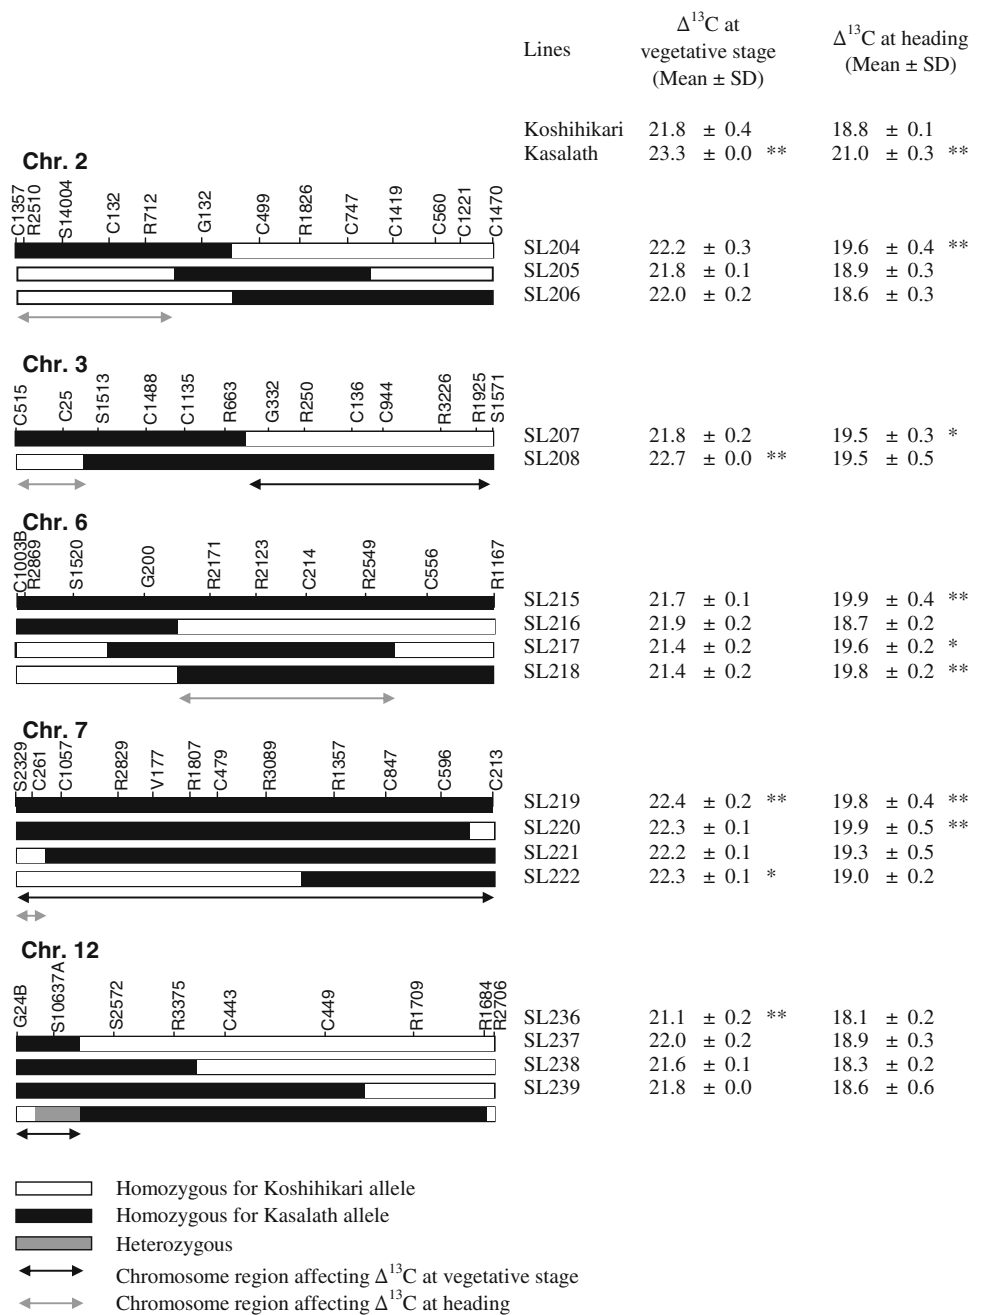 Lines
Δ13C at vegetative stage (Mean ± SD)
Δ13C at heading (Mean ± SD)
Koshihikari 21.8 ± 0.4 18.8 ± 0.1
Kasalath 23.3 ± 0.0 ** 21.0 ± 0.3 **
Chr. 2
C1357 R2510 S14004 C132 R712 G132 C499 R1826 C747 C1419 C560 C1221 C1470
SL204 22.2 ± 0.3 19.6 ± 0.4 **
SL205 21.8 ± 0.1 18.9 ± 0.3
SL206 22.0 ± 0.2 18.6 ± 0.3
Chr. 3
C515 C25 S1513 C1488 C1135 R663 G332 R250 C136 C944 R3226 R1925 S1571
SL207 21.8 ± 0.2 19.5 ± 0.3 *
SL208 22.7 ± 0.0 ** 19.5 ± 0.5
Chr. 6
C1003B R2869 S1520 G200 R2171 R2123 C214 R2549 C556 R1167
SL215 21.7 ± 0.1 19.9 ± 0.4 **
SL216 21.9 ± 0.2 18.7 ± 0.2
SL217 21.4 ± 0.2 19.6 ± 0.2 *
SL218 21.4 ± 0.2 19.8 ± 0.2 **
Chr. 7
S2329 C261 C1057 R2829 V177 R1807 C479 R3089 R1357 C847 C596 C213
SL219 22.4 ± 0.2 ** 19.8 ± 0.4 **
SL220 22.3 ± 0.1 19.9 ± 0.5 **
SL221 22.2 ± 0.1 19.3 ± 0.5
SL222 22.3 ± 0.1 * 19.0 ± 0.2
Chr. 12
G24B S10637A S2572 R3375 C443 C449 R1709 R1684 R2706
SL236 21.1 ± 0.2 ** 18.1 ± 0.2
SL237 22.0 ± 0.2 18.9 ± 0.3
SL238 21.6 ± 0.1 18.3 ± 0.2
SL239 21.8 ± 0.0 18.6 ± 0.6
Homozygous for Koshihikari allele
Homozygous for Kasalath allele
Heterozygous
Chromosome region affecting Δ13C at vegetative stage
Chromosome region affecting Δ13C at heading